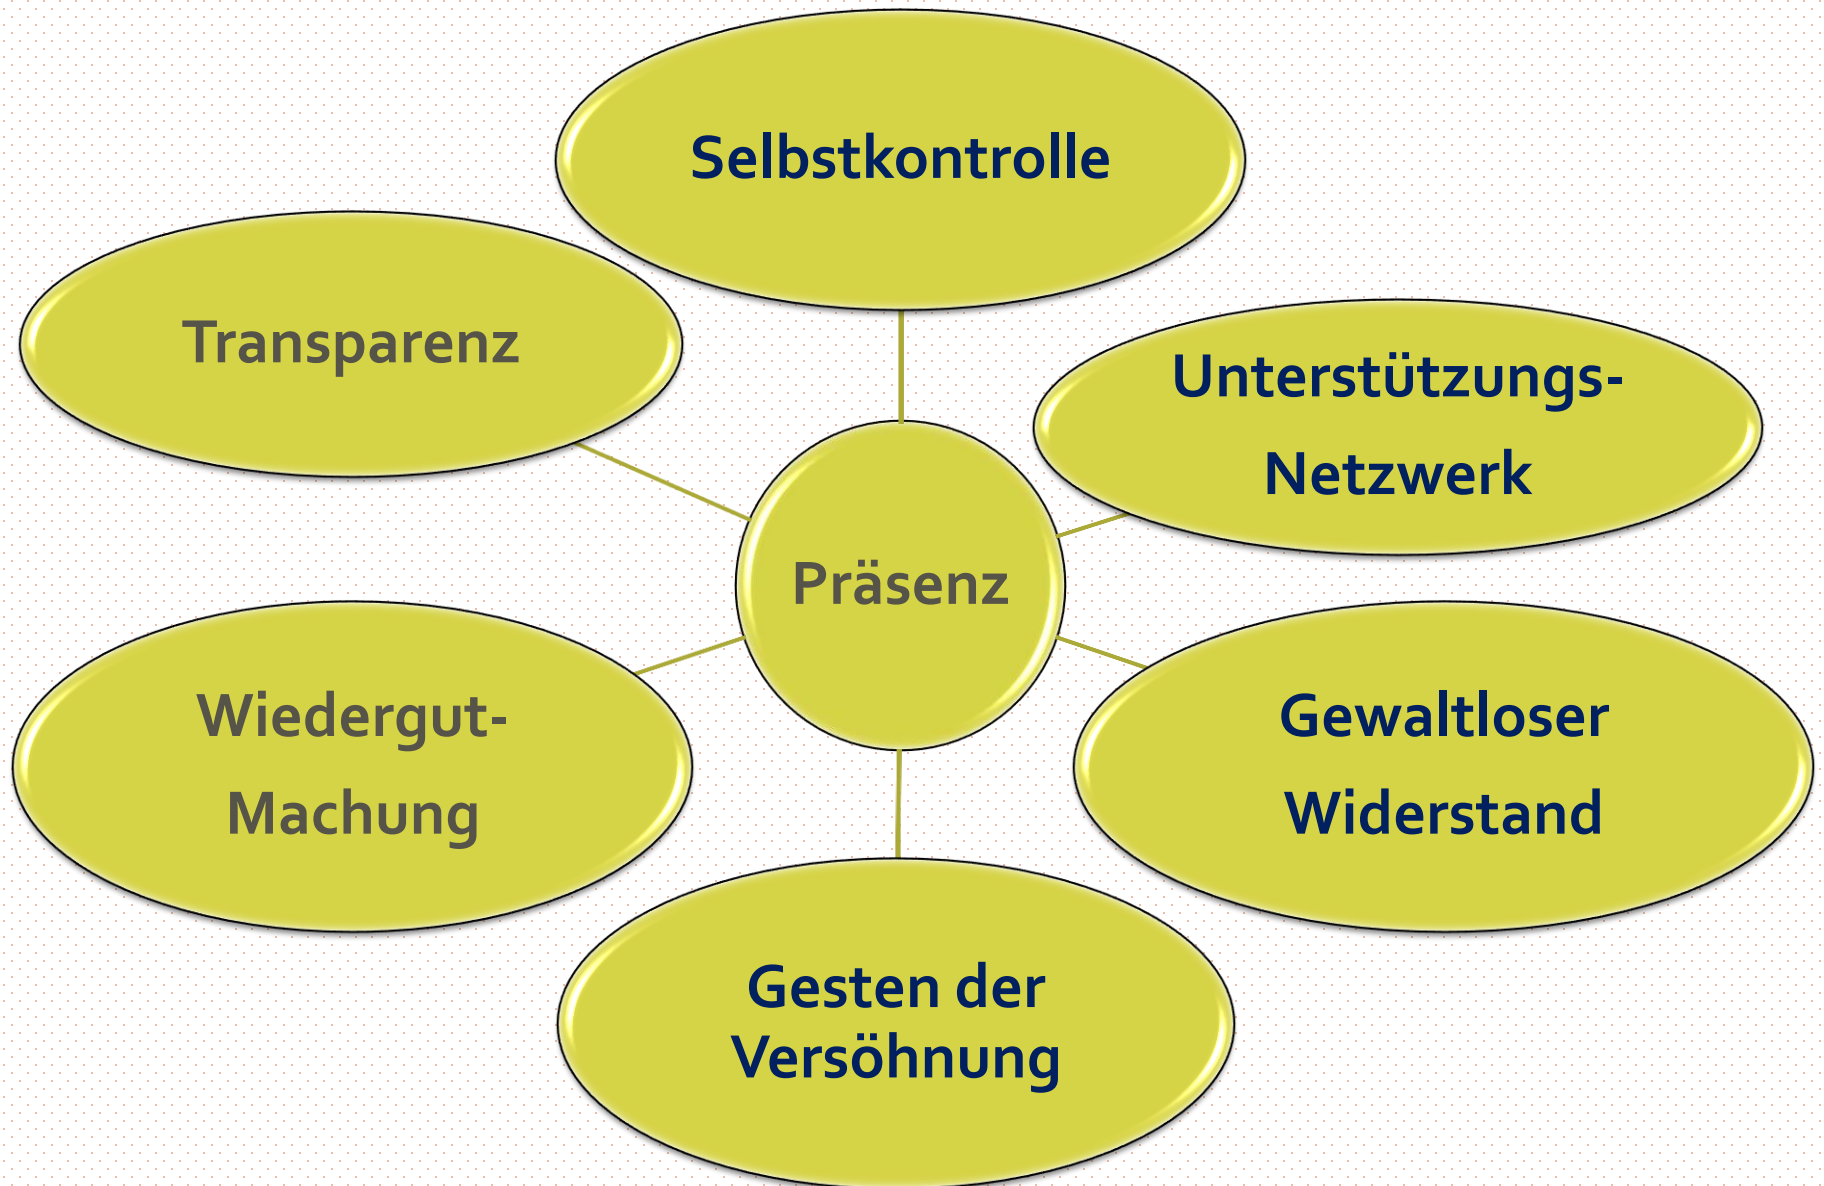 Selbstkontrolle
Transparenz
Unterstützungs-
Netzwerk
Präsenz
Wiedergut-
Machung
Gewaltloser
Widerstand
Gesten der
Versöhnung